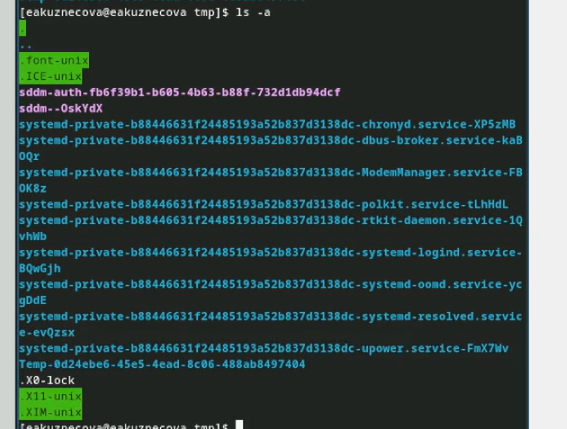 [eakuznecova@eakuznecova tmp]$ ls -a
.
..
.font-unix
.ICE-unix
sddm-auth-fb6f39b1-b605-4b63-b88f-732d1db94dcf
sddm--OskYdX
systemd-private-b88446631f24485193a52b837d3138dc-chronyd.service-XP5zMB
systemd-private-b88446631f24485193a52b837d3138dc-dbus-broker.service-kaB
OQr
systemd-private-b88446631f24485193a52b837d3138dc-ModemManager.service-FB
OK8z
systemd-private-b88446631f24485193a52b837d3138dc-polkit.service-tLhHdL
systemd-private-b88446631f24485193a52b837d3138dc-rtkit-daemon.service-1Q
vhWb
systemd-private-b88446631f24485193a52b837d3138dc-systemd-logind.service-
BQwGjh
systemd-private-b88446631f24485193a52b837d3138dc-systemd-oomd.service-yc
gDdE
systemd-private-b88446631f24485193a52b837d3138dc-systemd-resolved.servic
e-evQzsx
systemd-private-b88446631f24485193a52b837d3138dc-upower.service-FmX7Wv
Temp-0d24ebe6-45e5-4ead-8c06-488ab8497404
.X0-lock
.X11-unix
.XIM-unix
[eakuznecova@eakuznecova tmp]$